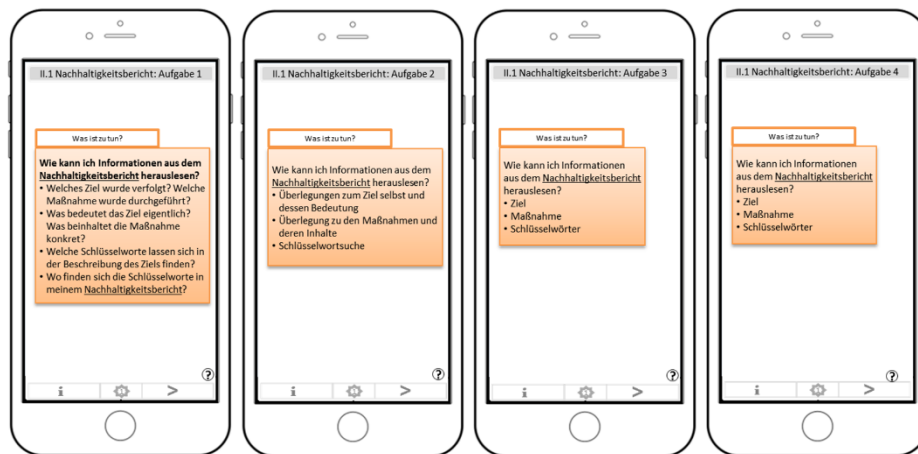 II.1 Nachhaltigkeitsbericht: Aufgabe 1
Was ist zu tun?
Wie kann ich Informationen aus dem
Nachhaltigkeitsbericht herauslesen?
• Welches Ziel wurde verfolgt? Welche
Maßnahme wurde durchgeführt?
• Was bedeutet das Ziel eigentlich?
Was beinhaltet die Maßnahme
konkret?
• Welche Schlüsselworte lassen sich in
der Beschreibung des Ziels finden?
• Wo finden sich die Schlüsselworte in
meinem Nachhaltigkeitsbericht?
?
i >
II.1 Nachhaltigkeitsbericht: Aufgabe 2
Was ist zu tun?
Wie kann ich Informationen aus dem
Nachhaltigkeitsbericht herauslesen?
• Überlegungen zum Ziel selbst und
dessen Bedeutung
• Überlegung zu den Maßnahmen und
deren Inhalte
• Schlüsselwortsuche
?
i >
II.1 Nachhaltigkeitsbericht: Aufgabe 3
Was ist zu tun?
Wie kann ich Informationen
aus dem Nachhaltigkeitsbericht
herauslesen?
• Ziel
• Maßnahme
• Schlüsselwörter
?
i >
II.1 Nachhaltigkeitsbericht: Aufgabe 4
Was ist zu tun?
Wie kann ich Informationen
aus dem Nachhaltigkeitsbericht
herauslesen?
• Ziel
• Maßnahme
• Schlüsselwörter
?
i >